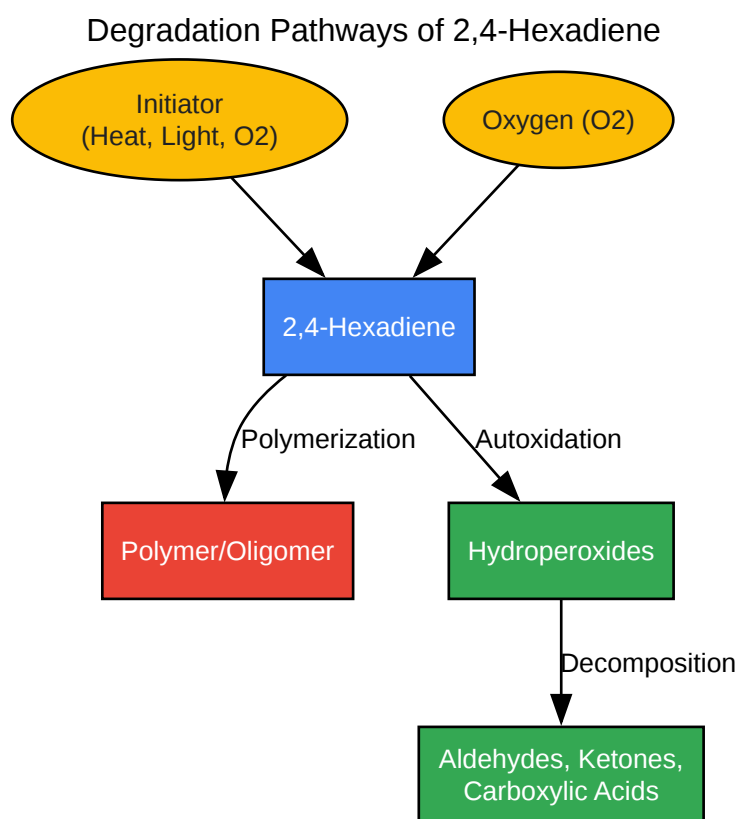 Degradation Pathways of 2,4-Hexadiene
Initiator
(Heat, Light, O2)
Oxygen (O2)
2,4-Hexadiene
Polymerization
Autoxidation
Polymer/Oligomer
Hydroperoxides
Decomposition
Aldehydes, Ketones,
Carboxylic Acids